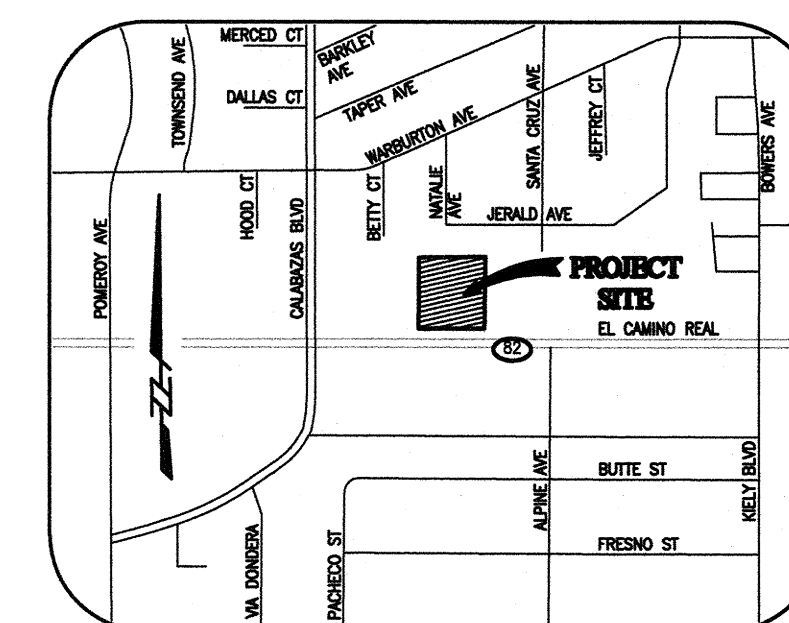 MERCED CT
BARKLEY
AVE
TOWNSEND AVE
DALLAS CT
TAPER AVE
WARBURTON AVE
SANTA CRUZ AVE
JEFFREY CT
BOWERS AVE
HOOD CT
CALABAZAS BLVD
BETTY CT
NATALIE
AVE
JERALD AVE
POMEROY AVE
PROJECT
SITE
EL CAMINO REAL
82
N
ALPINE AVE
BUTTE ST
KIELY BLVD
FRESNO ST
VIA DONDERA
PACHECO ST